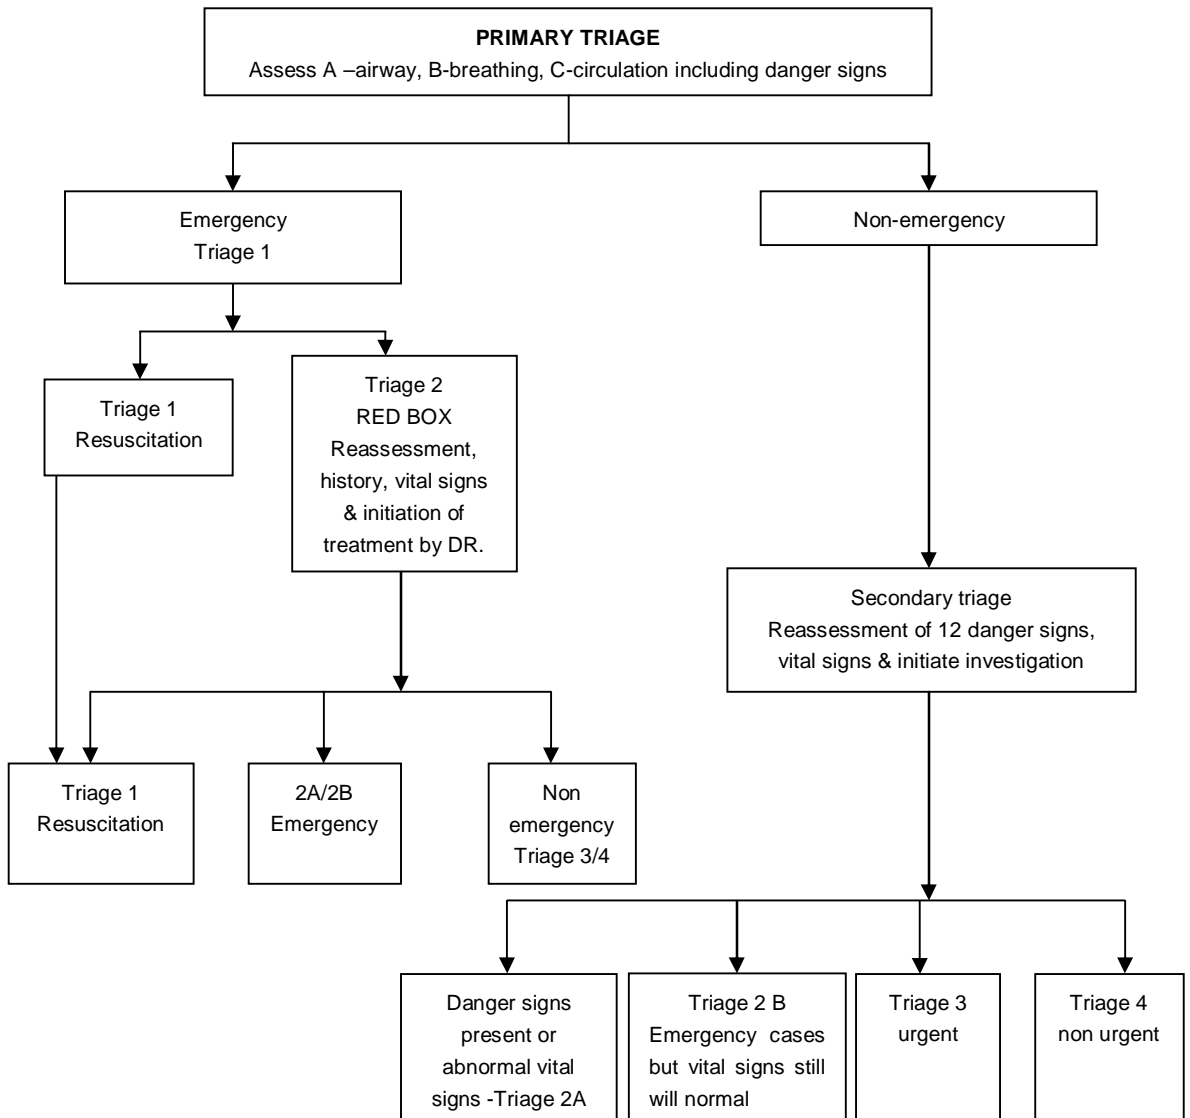 PRIMARY TRIAGE
Assess A –airway, B-breathing, C-circulation including danger signs
Emergency
Triage 1
Non-emergency
Triage 1
Resuscitation
Triage 2
RED BOX
Reassessment,
history, vital signs
& initiation of
treatment by DR.
Secondary triage
Reassessment of 12 danger signs,
vital signs & initiate investigation
Triage 1
Resuscitation
2A/2B
Emergency
Non
emergency
Triage 3/4
Danger signs
present or
abnormal vital
signs -Triage 2A
Triage 2 B
Emergency cases
but vital signs still
will normal
Triage 3
urgent
Triage 4
non urgent